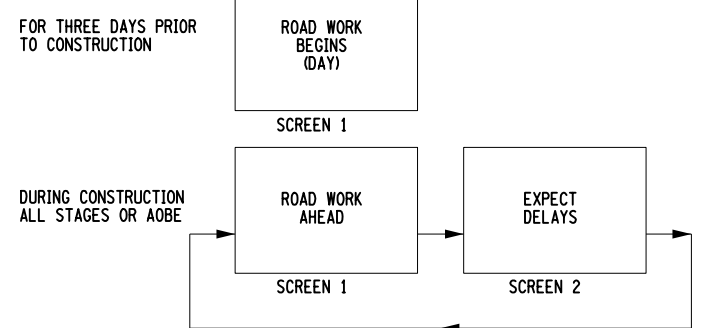 FOR THREE DAYS PRIOR
TO CONSTRUCTION
ROAD WORK
BEGINS
(DAY)
SCREEN 1
DURING CONSTRUCTION
ALL STAGES OR AOBE
ROAD WORK
AHEAD
SCREEN 1
EXPECT
DELAYS
SCREEN 2